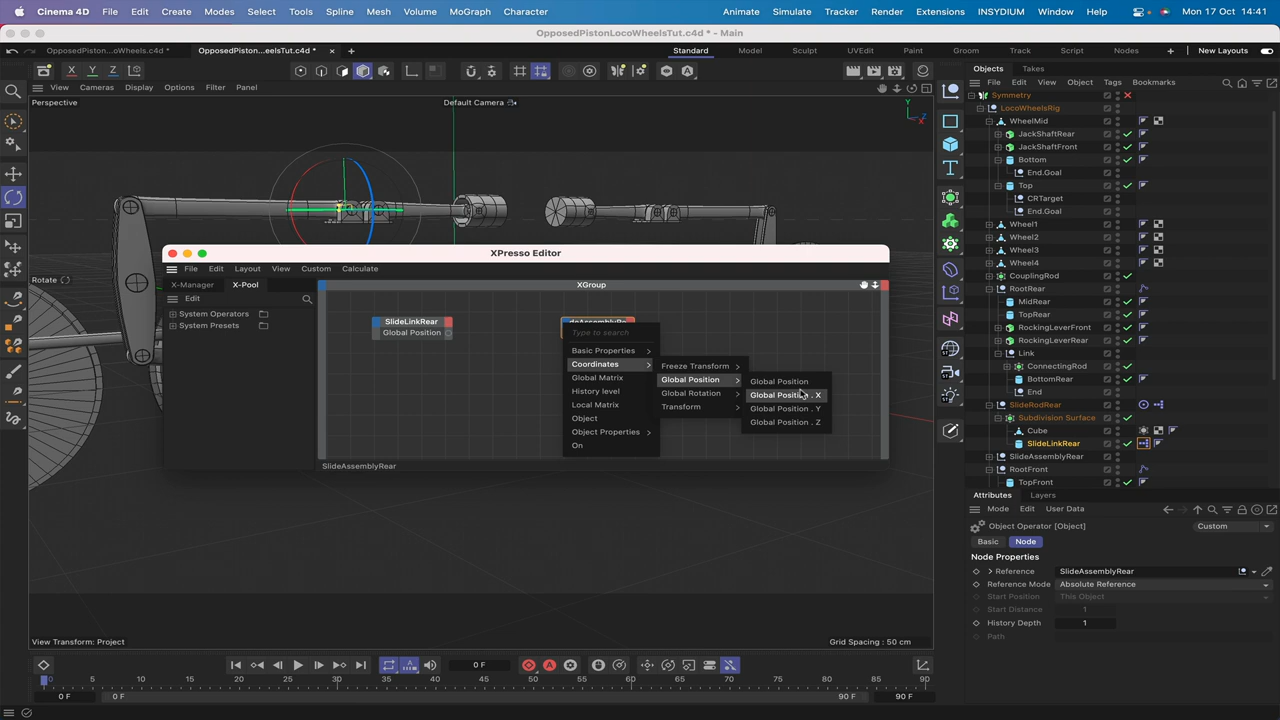 Cinema 4D File Edit Create Modes Select Tools Spline Mesh Volume MoGraph Character Animate Simulate Tracker Render Extensions INSYDIUM Window Help Mon 17 Oct 14:41
OpposedPistonLocoWheelsTut.c4d * - Main
OpposedPiston...oWheels.c4d * OpposedPiston...eelsTut.c4d * Standard Model Sculpt UVEdit Paint Groom Track Script Nodes New Layouts
X Y Z
View Cameras Display Options Filter Panel
Perspective Default Camera
Y
X
Rotate
XPresso Editor
File Edit Layout View Custom Calculate
X-Manager X-Pool
Edit
System Operators
System Presets
XGroup
SlideLinkRear
Global Position
Type to search
Basic Properties
Coordinates
Global Matrix
History level
Local Matrix
Object
Object Properties
On
Freeze Transform
Global Position
Global Rotation
Transform
Global Position
Global Position . X
Global Position . Y
Global Position . Z
SlideAssemblyRear
View Transform: Project Grid Spacing : 50 cm
Objects Takes
File Edit View Object Tags Bookmarks
Symmetry
LocoWheelsRig
WheelMid
JackShaftRear
JackShaftFront
Bottom
End.Goal
Top
CRTarget
End.Goal
Wheel1
Wheel2
Wheel3
Wheel4
CouplingRod
RootRear
MidRear
TopRear
RockingLeverFront
RockingLeverRear
Link
ConnectingRod
BottomRear
End
SlideRodRear
Subdivision Surface
Cube
SlideLinkRear
SlideAssemblyRear
RootFront
TopFront
Attributes Layers
Mode Edit User Data
Object Operator [Object] Custom
Basic Node
Node Properties
Reference SlideAssemblyRear
Reference Mode Absolute Reference
Start Position This Object
Start Distance 1
History Depth 1
Path
0 F
0 5 10 15 20 25 30 35 40 45 50 55 60 65 70 75 80 85 90
0 F 0 F 90 F 90 F